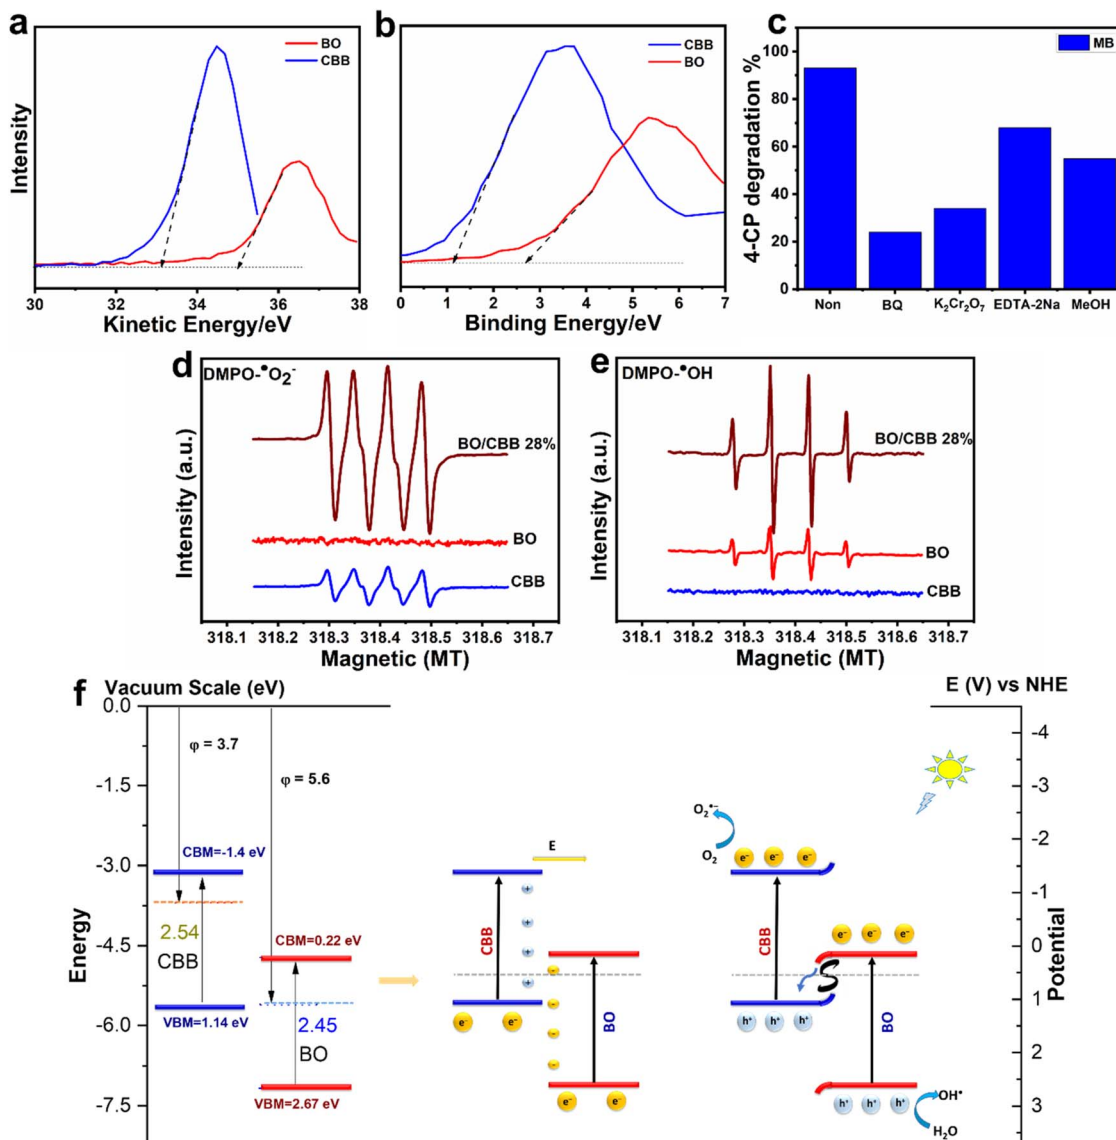 a
BO
CBB
Intensity
30 32 34 36 38
Kinetic Energy/eV
b
CBB
BO
0 1 2 3 4 5 6 7
Binding Energy/eV
c
MB
4-CP degradation %
100
80
60
40
20
0
Non BQ K₂Cr₂O₇ EDTA-2Na MeOH
d
DMPO-•O₂⁻
BO/CBB 28%
BO
CBB
Intensity (a.u.)
318.1 318.2 318.3 318.4 318.5 318.6 318.7
Magnetic (MT)
e
DMPO-•OH
BO/CBB 28%
BO
CBB
Intensity (a.u.)
318.1 318.2 318.3 318.4 318.5 318.6 318.7
Magnetic (MT)
f Vacuum Scale (eV)
E (V) vs NHE
0.0
-1.5
-3.0
-4.5
-6.0
-7.5
Energy
φ = 3.7
φ = 5.6
CBM=-1.4 eV
2.54
CBB
VBM=1.14 eV
CBM=0.22 eV
2.45
BO
VBM=2.67 eV
E
CBB
+
+
+
+
−
−
−
−
BO
e⁻ e⁻
e⁻ e⁻
O₂•−
O₂
e⁻ e⁻ e⁻
CBB
h⁺ h⁺ h⁺
e⁻ e⁻ e⁻
BO
h⁺ h⁺ h⁺
OH•
H₂O
-4
-3
-2
-1
0
1
2
3
Potential